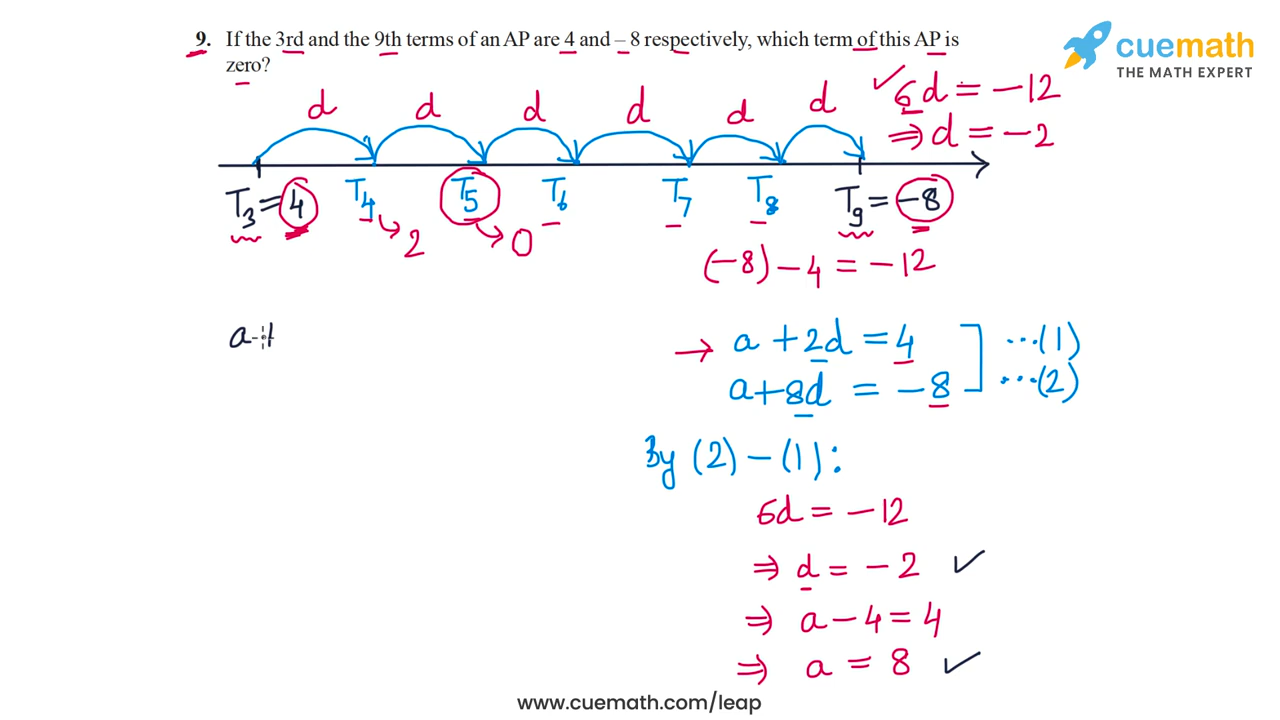 9. If the 3rd and the 9th terms of an AP are 4 and – 8 respectively, which term of this AP is
zero?
cuemath
THE MATH EXPERT
d d d d d d
6d = -12
⇒ d = -2
T₃ = 4 T₄ T₅ T₆ T₇ T₈ T₉ = -8
2 0
(-8) - 4 = -12
a +
→ a + 2d = 4 ...(1)
a + 8d = -8 ...(2)
By (2) - (1):
6d = -12
⇒ d = -2 ✓
⇒ a - 4 = 4
⇒ a = 8 ✓
www.cuemath.com/leap